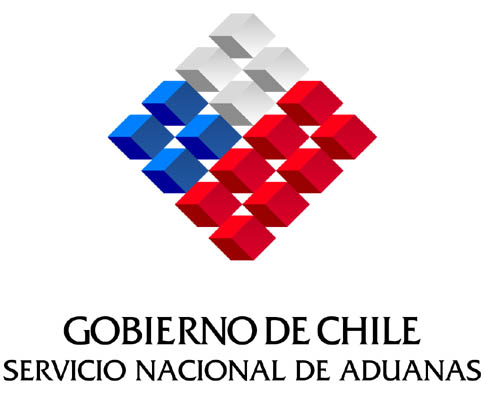 GOBIERNO DE CHILE
SERVICIO NACIONAL DE ADUANAS